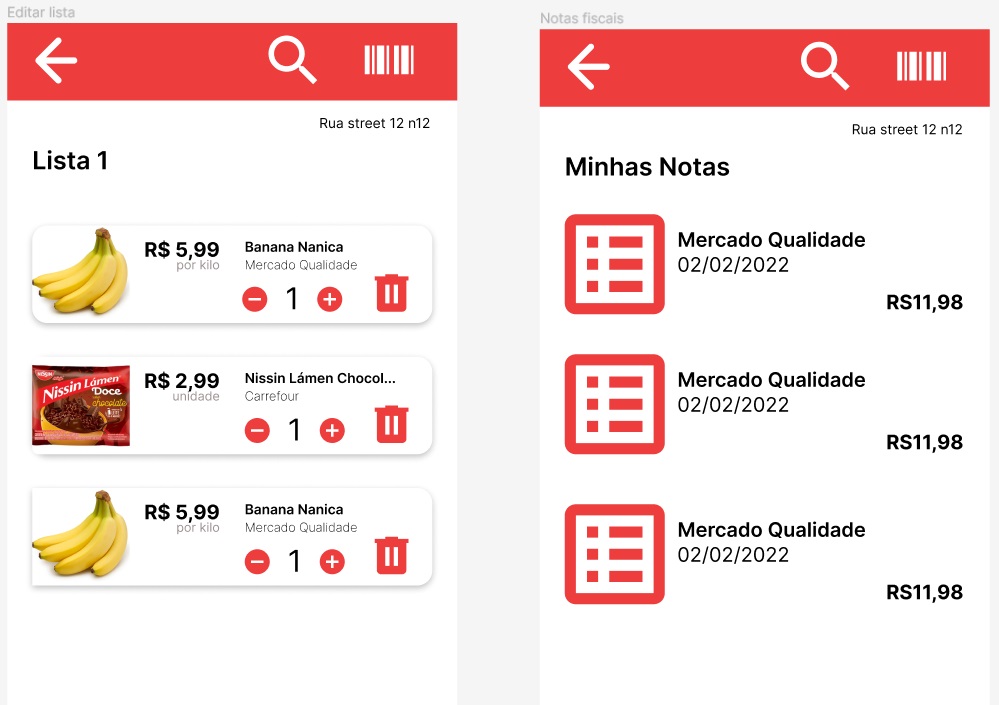 Editar lista
Rua street 12 n12
Lista 1
R$ 5,99
por kilo
Banana Nanica
Mercado Qualidade
1
R$ 2,99
unidade
Nissin Lámen Chocol...
Carrefour
1
Nissin Lámen
Doce
chocolate
R$ 5,99
por kilo
Banana Nanica
Mercado Qualidade
1
Notas fiscais
Rua street 12 n12
Minhas Notas
Mercado Qualidade
02/02/2022
RS11,98
Mercado Qualidade
02/02/2022
RS11,98
Mercado Qualidade
02/02/2022
RS11,98